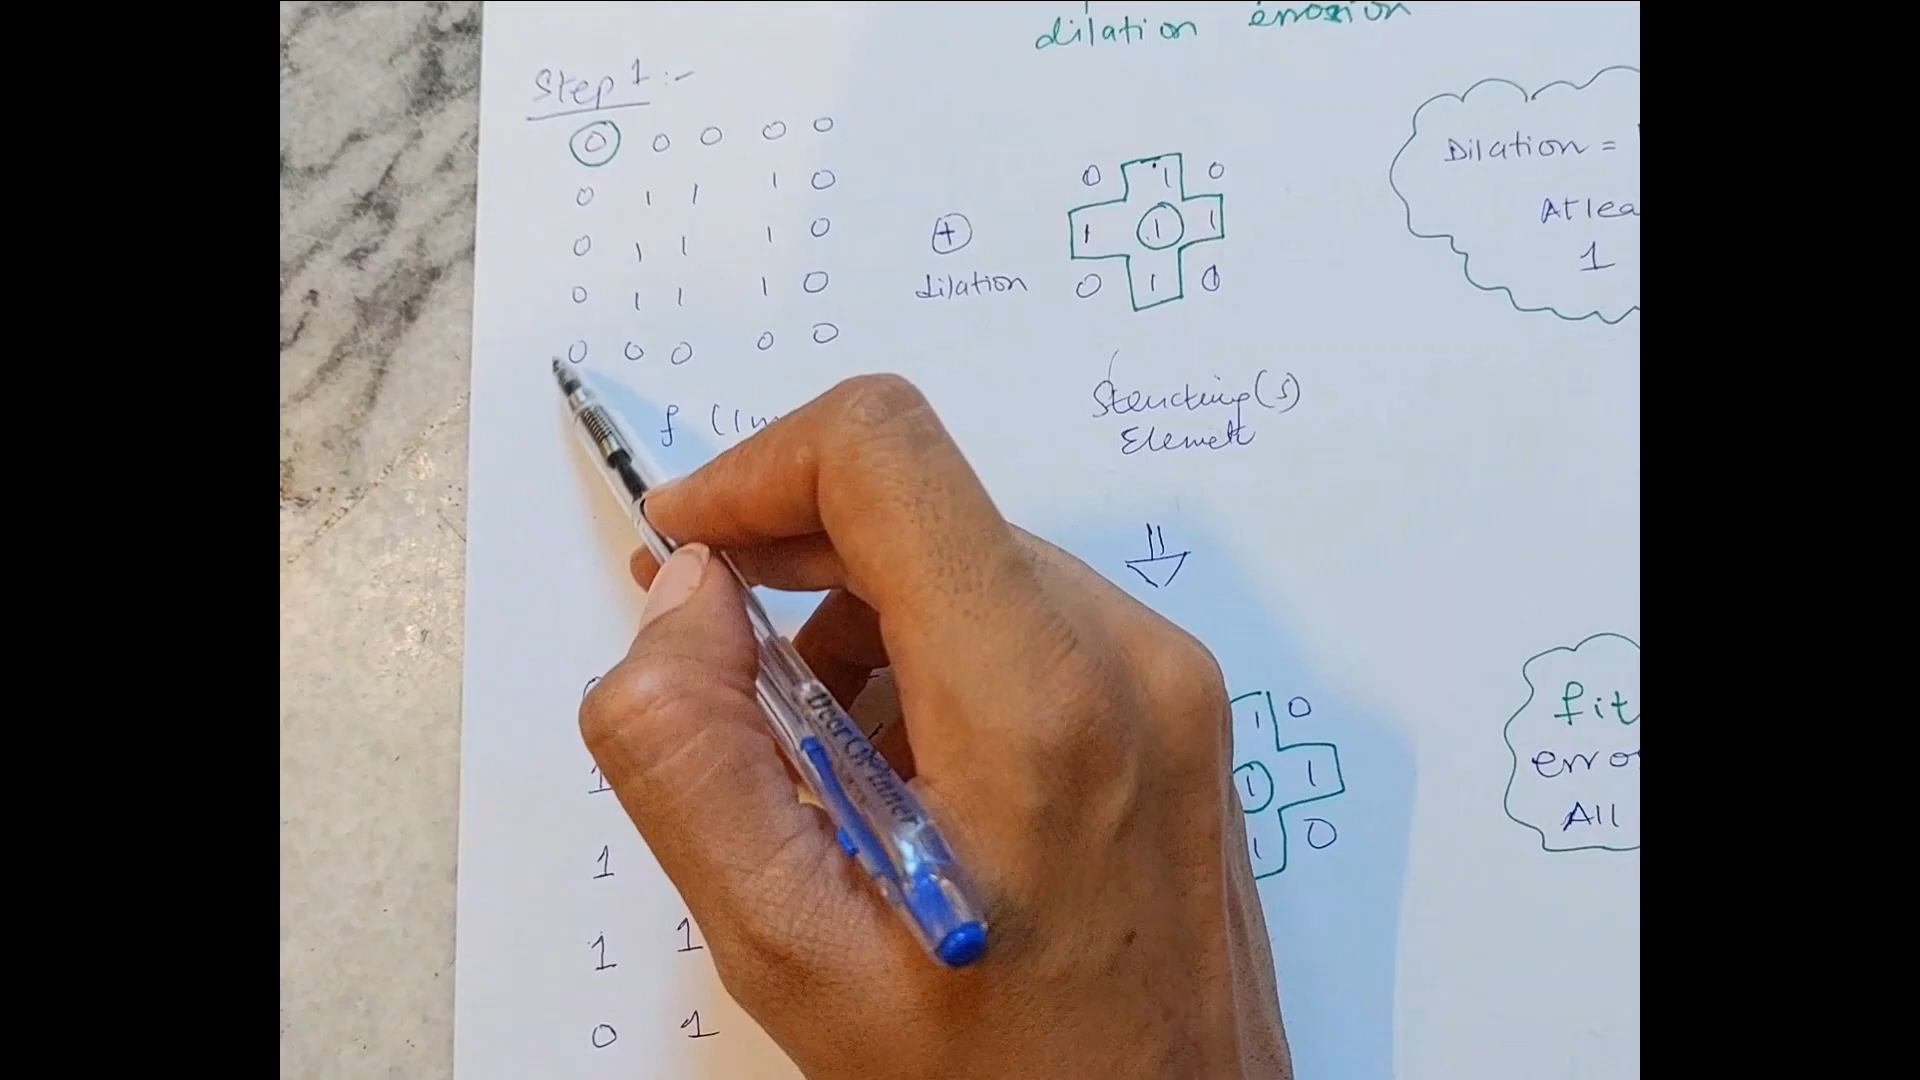 dilation erosion
Step 1 :-
0 0 0 0 0
0 1 1 1 0
0 1 1 1 0
0 1 1 1 0
0 0 0 0 0
f (Im
⊕
dilation
0 1 0
1 1 1
0 1 0
Structing(s)
Element
Dilation =
Atlea
1
1 0
1 1
1 0
fit
erro
All
1
1
1 1
0 1